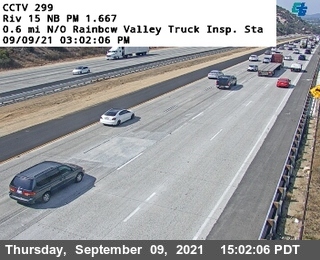 CCTV 299
Riv 15 NB PM 1.667
0.6 mi N/O Rainbow Valley Truck Insp. Sta
09/09/21 03:02:06 PM
Thursday, September 09, 2021 15:02:06 PDT